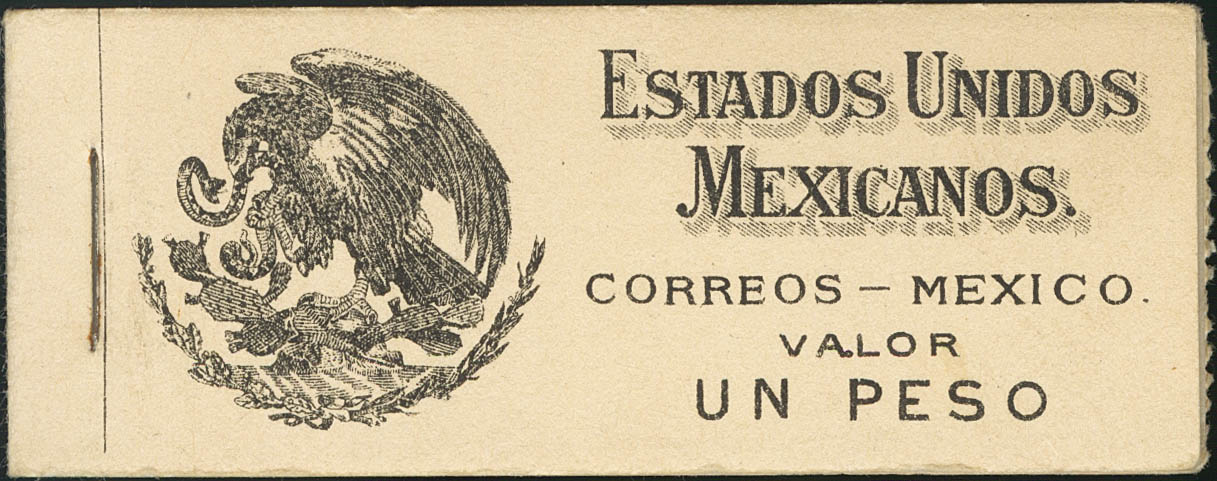 ESTADOS UNIDOS
MEXICANOS.
CORREOS – MEXICO.
VALOR
UN PESO